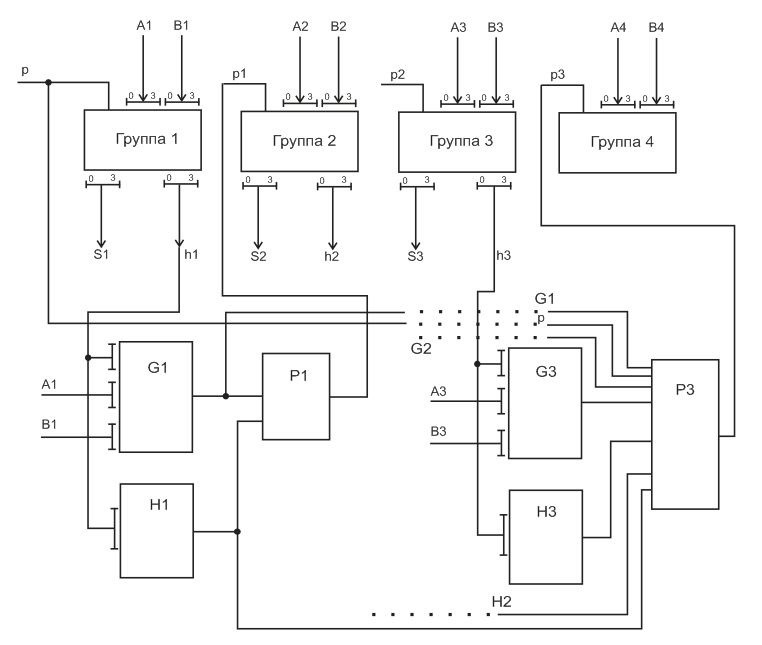 A1 B1 A2 B2 A3 B3 A4 B4
p p1 p2 p3
0 3 0 3 0 3 0 3 0 3 0 3 0 3 0 3
Группа 1 Группа 2 Группа 3 Группа 4
0 3 0 3 0 3 0 3 0 3 0 3
S1 h1 S2 h2 S3 h3
G1
p
G2
G1 P1 G3 P3
A1 A3
B1 B3
H1 H3
H2